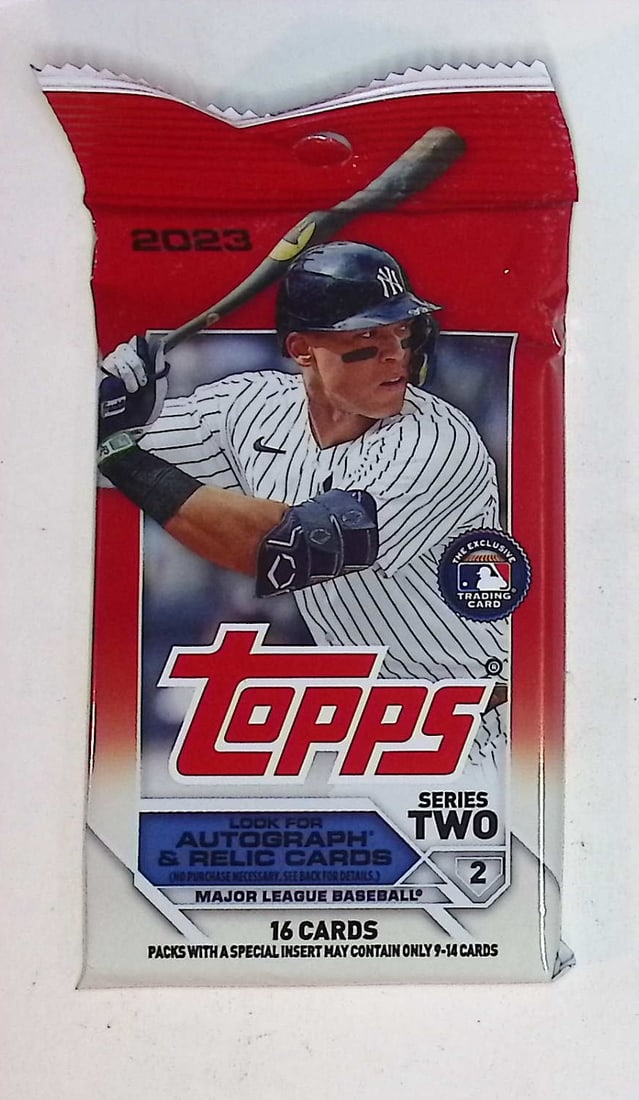 2023
NY
THE EXCLUSIVE
TRADING
CARD
topps®
SERIES
TWO
2
LOOK FOR
AUTOGRAPH*
& RELIC CARDS
(NO PURCHASE NECESSARY. SEE BACK FOR DETAILS.)
MAJOR LEAGUE BASEBALL®
16 CARDS
PACKS WITH A SPECIAL INSERT MAY CONTAIN ONLY 9-14 CARDS